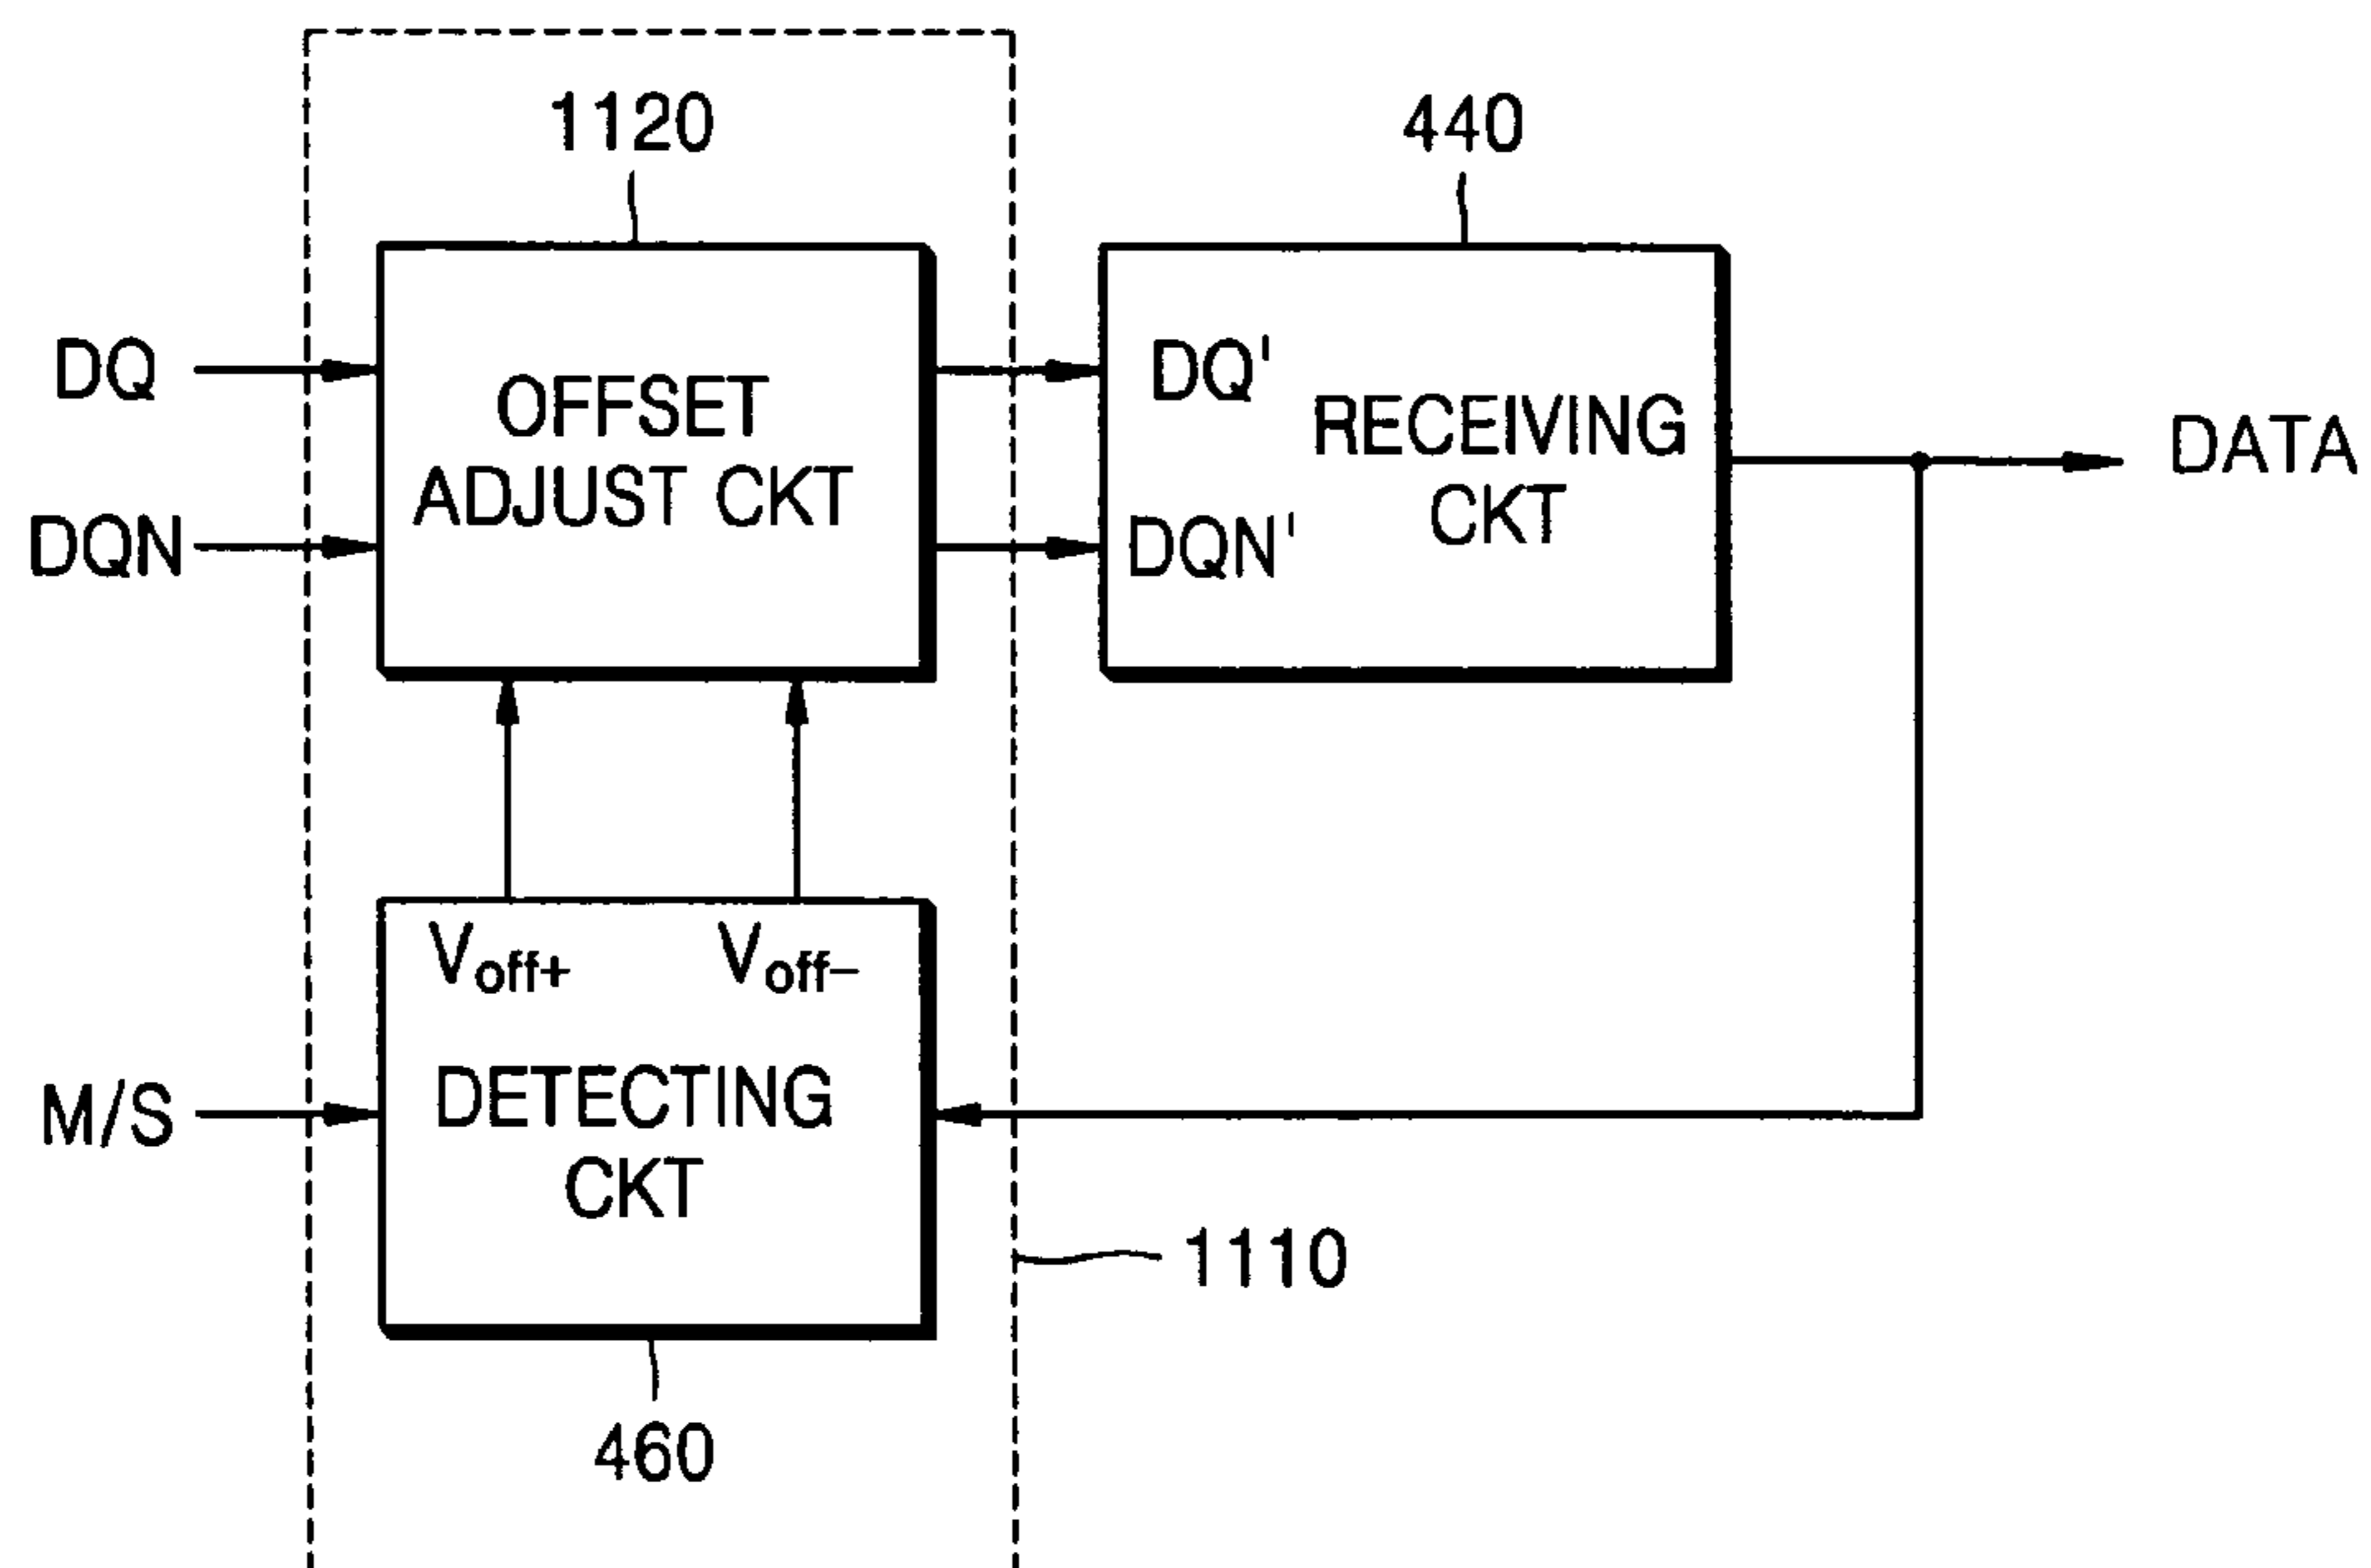 1120
440
DQ
DQN
OFFSET
ADJUST CKT
DQ'
DQN'
RECEIVING
CKT
DATA
Voff+
Voff−
M/S
DETECTING
CKT
1110
460